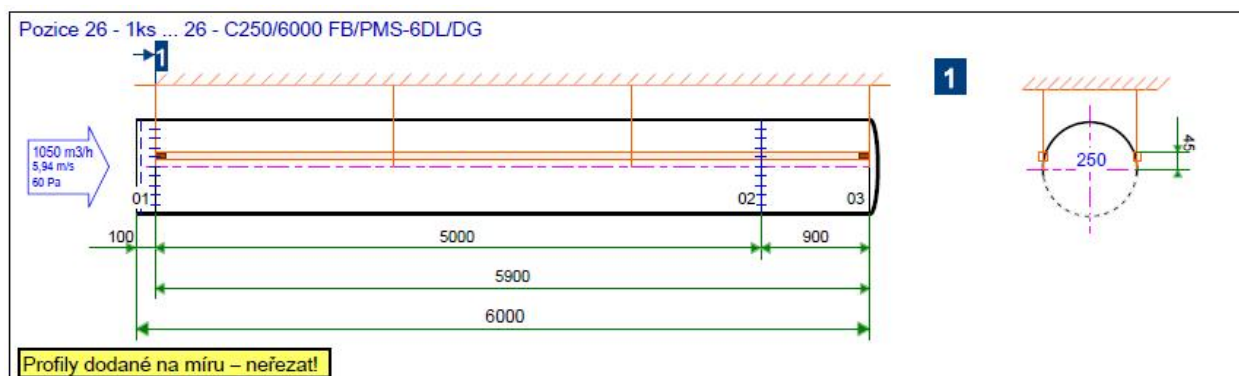 Pozice 26 - 1ks ... 26 - C250/6000 FB/PMS-6DL/DG
1
1
1050 m3/h
5,94 m/s
60 Pa
250
45
01
02
03
100
5000
900
5900
6000
Profily dodané na míru – neřezat!